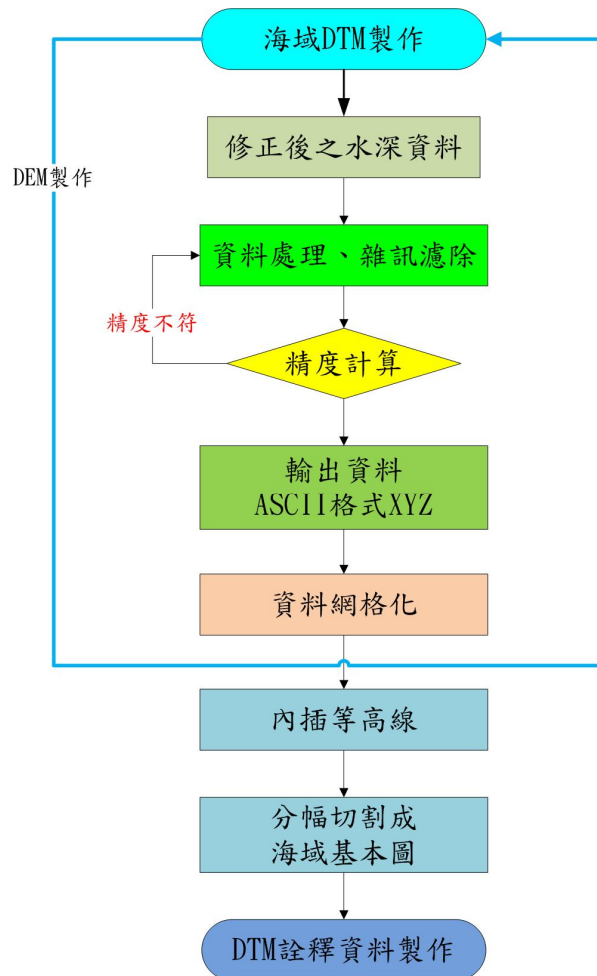 海域DTM製作
修正後之水深資料
DEM製作
資料處理、雜訊濾除
精度不符
精度計算
輸出資料
ASCII格式XYZ
資料網格化
內插等高線
分幅切割成
海域基本圖
DTM詮釋資料製作